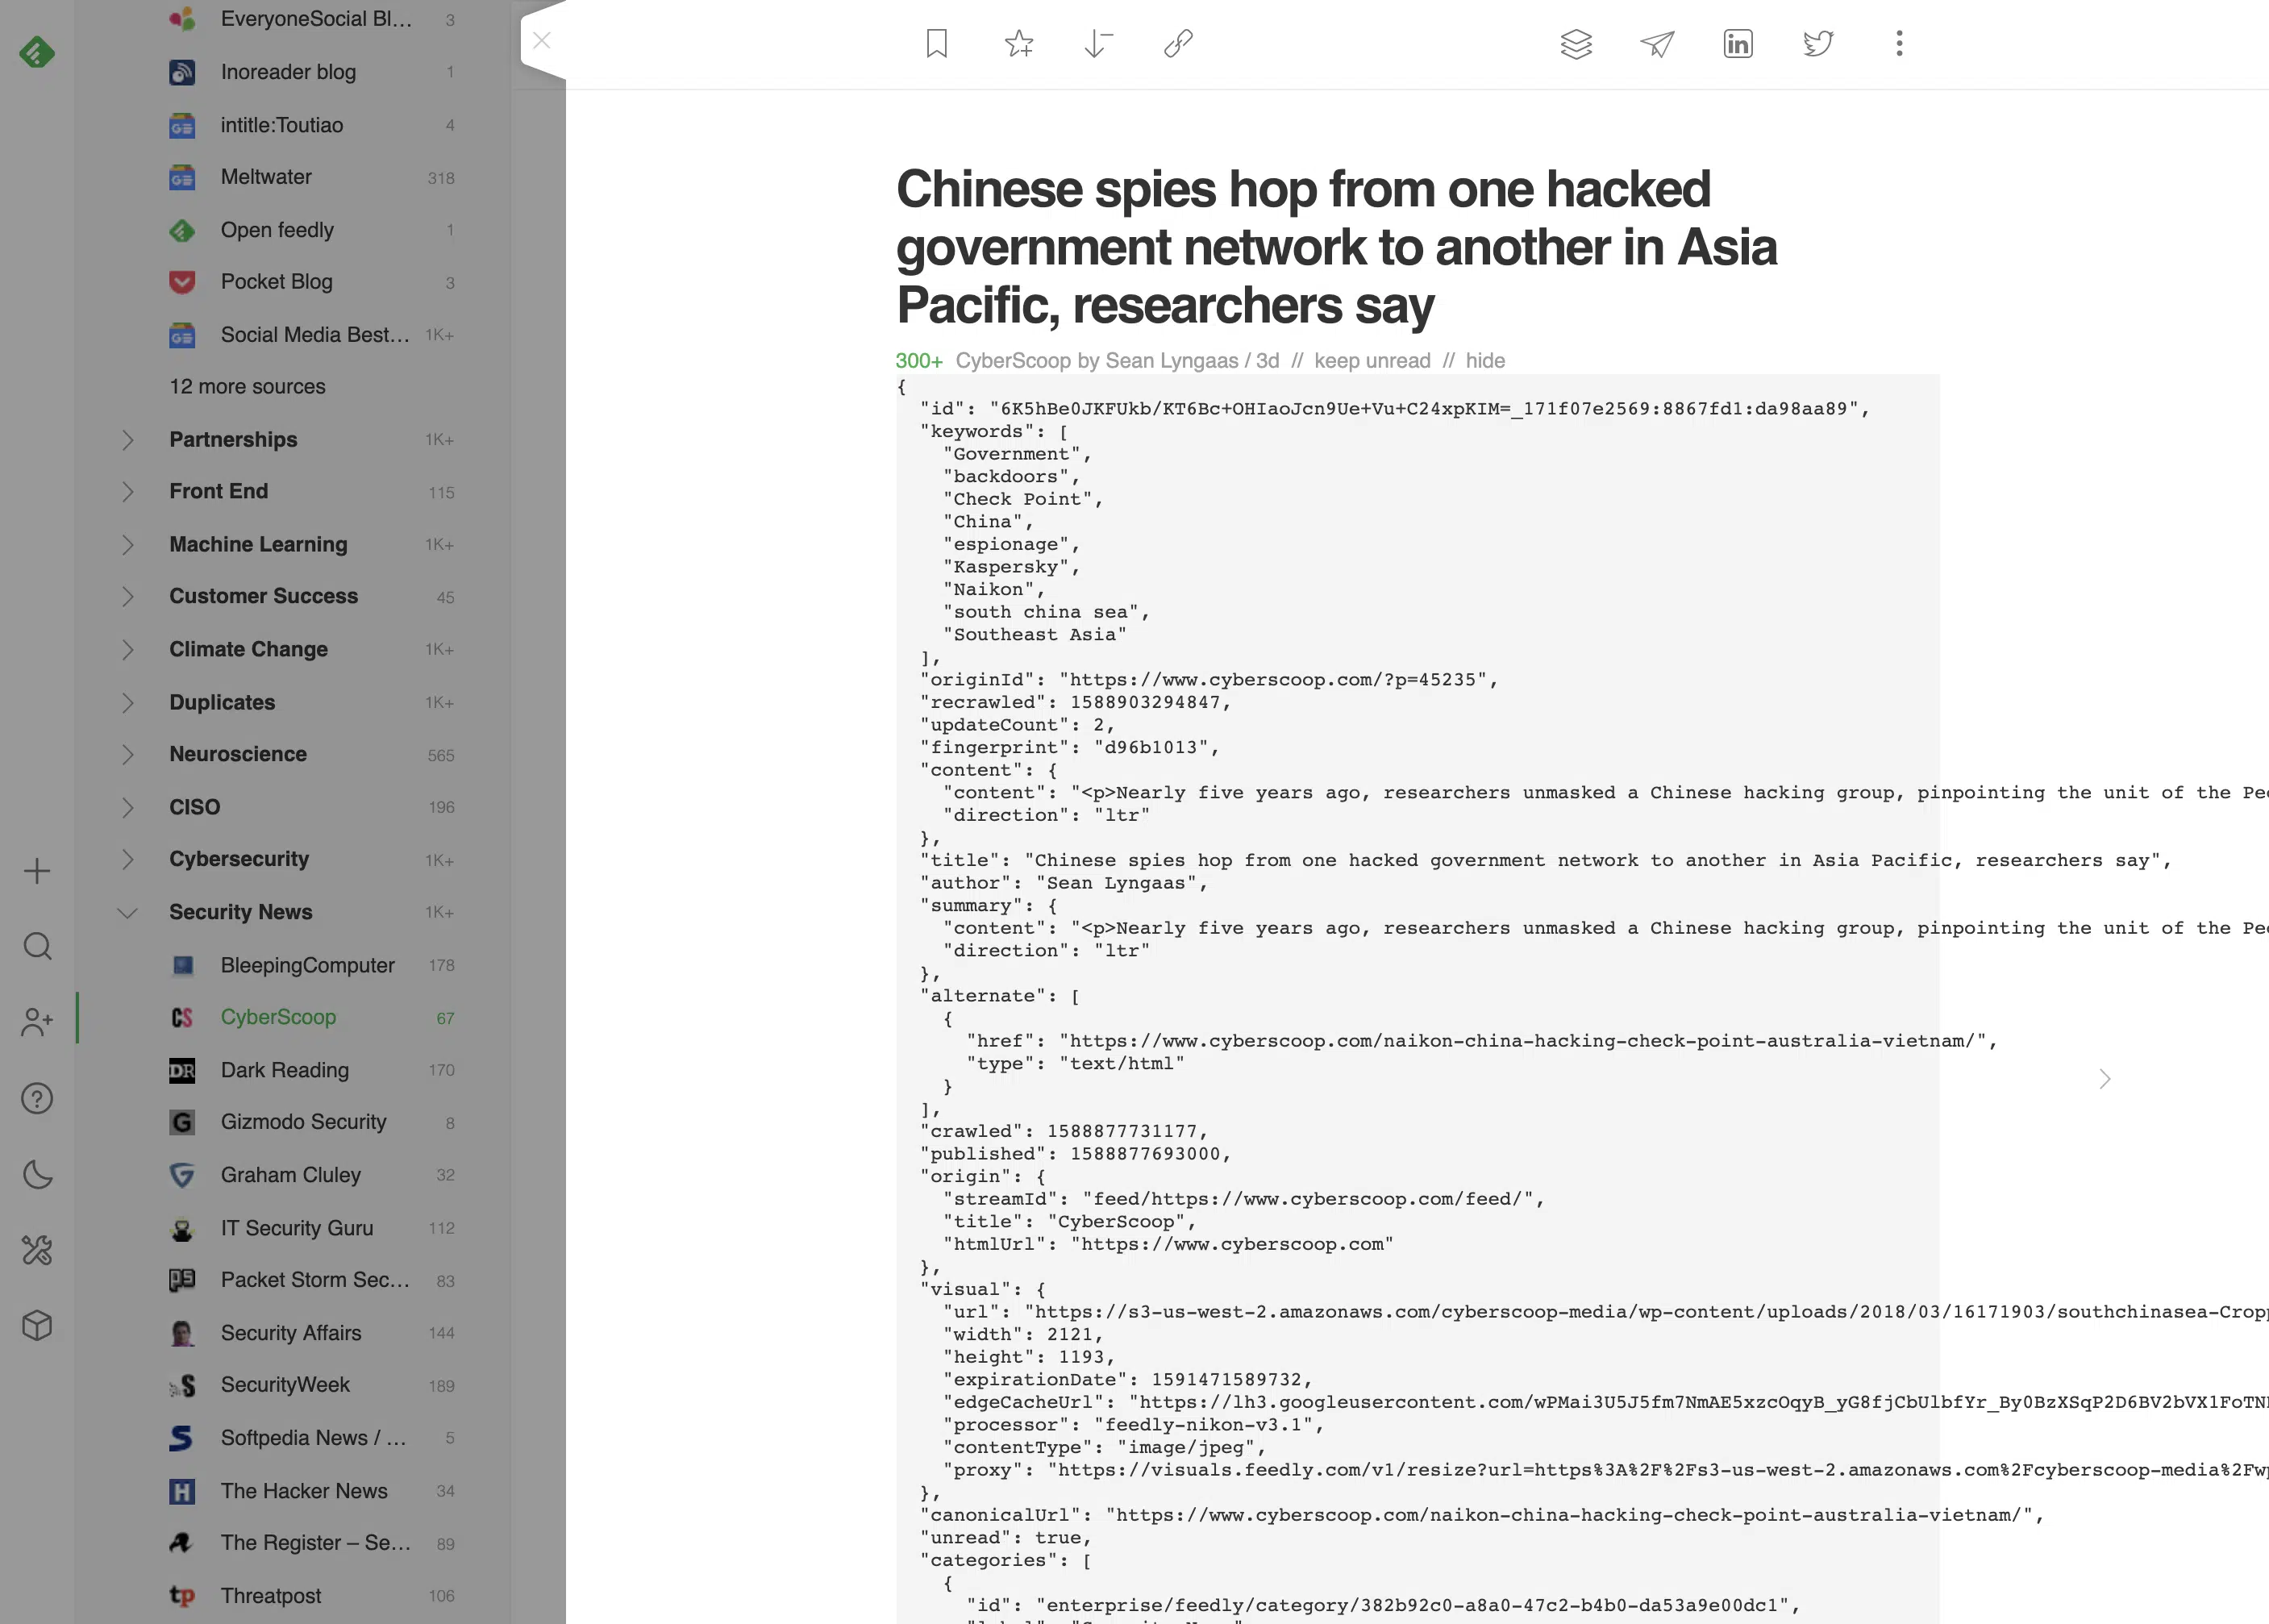 EveryoneSocial Bl... 3
Inoreader blog 1
intitle:Toutiao 4
Meltwater 318
Open feedly 1
Pocket Blog 3
Social Media Best... 1K+
12 more sources
Partnerships 1K+
Front End 115
Machine Learning 1K+
Customer Success 45
Climate Change 1K+
Duplicates 1K+
Neuroscience 565
CISO 196
Cybersecurity 1K+
Security News 1K+
BleepingComputer 178
CyberScoop 67
Dark Reading 170
Gizmodo Security 8
Graham Cluley 32
IT Security Guru 112
Packet Storm Sec... 83
Security Affairs 144
SecurityWeek 189
Softpedia News / ... 5
The Hacker News 34
The Register – Se... 89
Threatpost 106
Chinese spies hop from one hacked
government network to another in Asia
Pacific, researchers say
300+ CyberScoop by Sean Lyngaas / 3d // keep unread // hide
{
"id": "6K5hBe0JKFUkb/KT6Bc+OHIaoJcn9Ue+Vu+C24xpKIM=_171f07e2569:8867fd1:da98aa89",
"keywords": [
"Government",
"backdoors",
"Check Point",
"China",
"espionage",
"Kaspersky",
"Naikon",
"south china sea",
"Southeast Asia"
],
"originId": "https://www.cyberscoop.com/?p=45235",
"recrawled": 1588903294847,
"updateCount": 2,
"fingerprint": "d96b1013",
"content": {
"content": "<p>Nearly five years ago, researchers unmasked a Chinese hacking group, pinpointing the unit of the
"direction": "ltr"
},
"title": "Chinese spies hop from one hacked government network to another in Asia Pacific, researchers say",
"author": "Sean Lyngaas",
"summary": {
"content": "<p>Nearly five years ago, researchers unmasked a Chinese hacking group, pinpointing the unit of the
"direction": "ltr"
},
"alternate": [
{
"href": "https://www.cyberscoop.com/naikon-china-hacking-check-point-australia-vietnam/",
"type": "text/html"
}
],
"crawled": 1588877731177,
"published": 1588877693000,
"origin": {
"streamId": "feed/https://www.cyberscoop.com/feed/",
"title": "CyberScoop",
"htmlUrl": "https://www.cyberscoop.com"
},
"visual": {
"url": "https://s3-us-west-2.amazonaws.com/cyberscoop-media/wp-content/uploads/2018/03/16171903/southchinasea-Crop
"width": 2121,
"height": 1193,
"expirationDate": 1591471589732,
"edgeCacheUrl": "https://lh3.googleusercontent.com/wPMai3U5J5fm7NmAE5xzcOqyB_yG8fjCbUlbfYr_By0BzXSqP2D6BV2bVX1FoTN
"processor": "feedly-nikon-v3.1",
"contentType": "image/jpeg",
"proxy": "https://visuals.feedly.com/v1/resize?url=https%3A%2F%2Fs3-us-west-2.amazonaws.com%2Fcyberscoop-media%2Fw
},
"canonicalUrl": "https://www.cyberscoop.com/naikon-china-hacking-check-point-australia-vietnam/",
"unread": true,
"categories": [
{
"id": "enterprise/feedly/category/382b92c0-a8a0-47c2-b4b0-da53a9e00dc1",